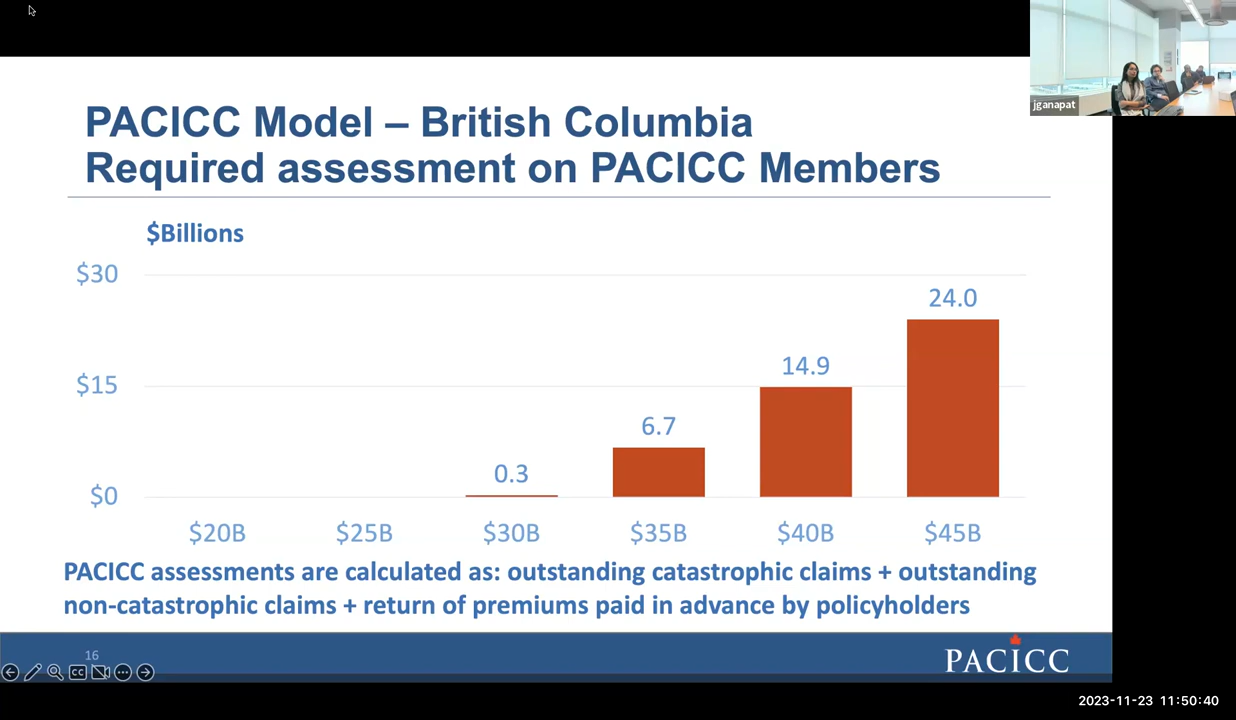 jganapat
PACICC Model – British Columbia
Required assessment on PACICC Members
$Billions
$30
$15
$0
0.3
6.7
14.9
24.0
$20B $25B $30B $35B $40B $45B
PACICC assessments are calculated as: outstanding catastrophic claims + outstanding
non-catastrophic claims + return of premiums paid in advance by policyholders
16
CC
PACICC
2023-11-23 11:50:40